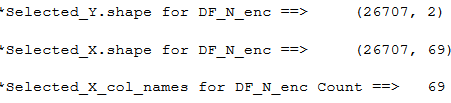 *Selected_Y.shape for DF_N_enc ==> (26707, 2)
*Selected_X.shape for DF_N_enc ==> (26707, 69)
*Selected_X_col_names for DF_N_enc Count ==> 69